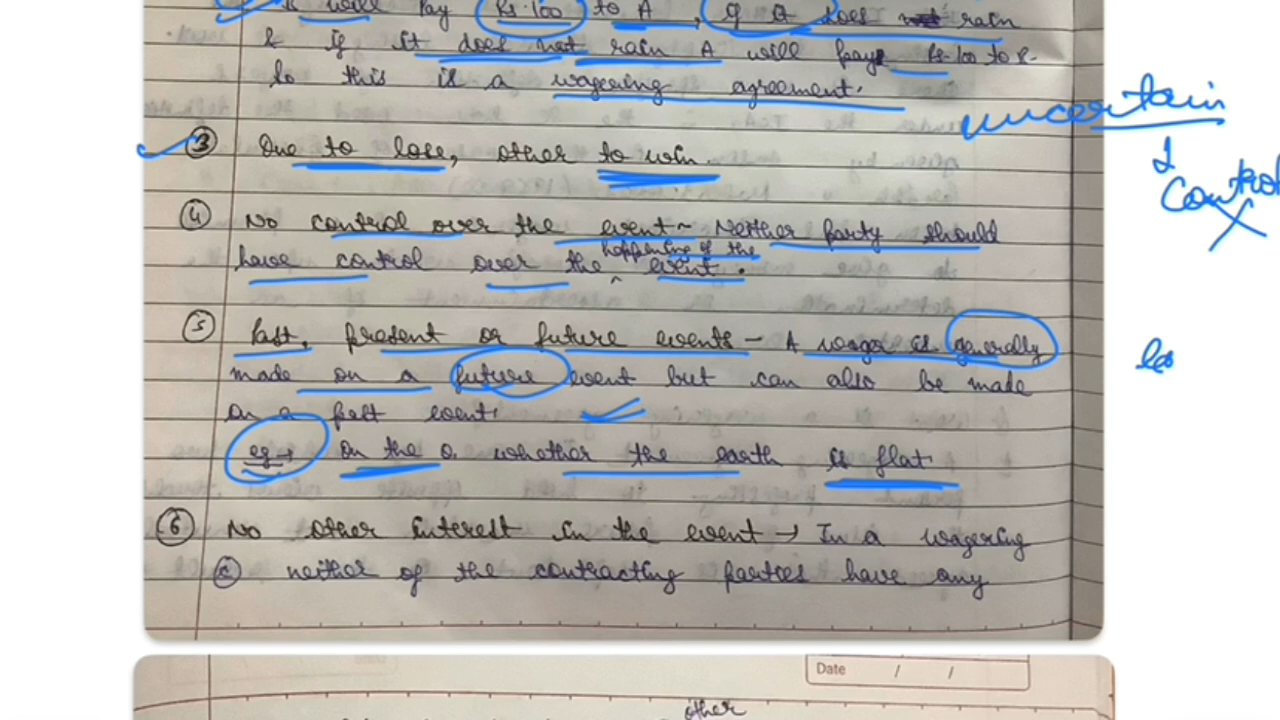 will pay Rs. 100 to A, if it does not rain
& if it does not rain A will pay Rs. 100 to R.
So this is a wagering agreement.
uncertain
③ One to lose, other to win.
Control
④ No control over the event ~ Neither party should
have control over the happening of the event.
⑤ Past, present or future events - A wager is generally
made on a future event but can also be made
on a past event.
eg → On the Q. whether the earth is flat.
⑥ No other interest in the event → In a wagering
neither of the contracting parties have any
Date / /
other